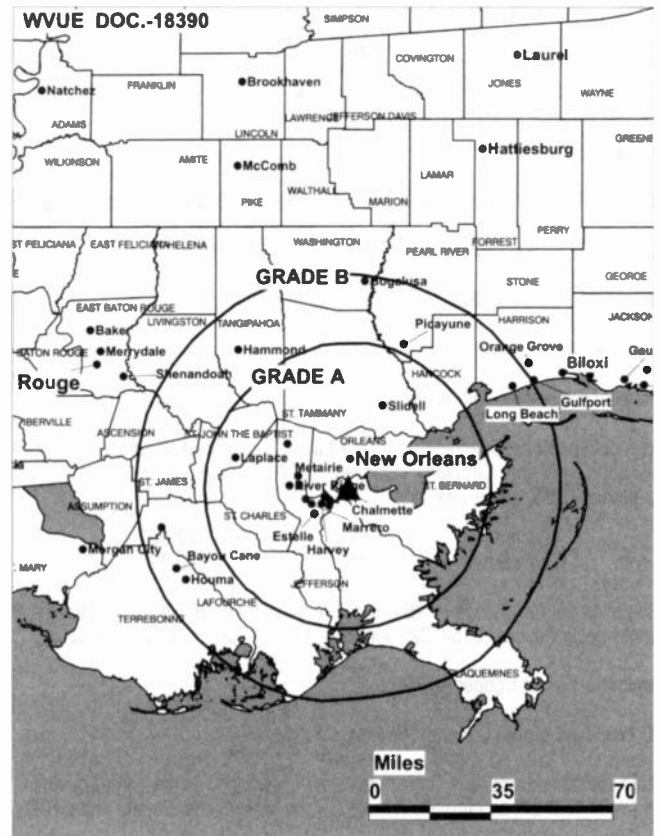 WVUE DOC.-18390
SIMPSON
COVINGTON
Laurel
JONES
WAYNE
Natchez
FRANKLIN
Brookhaven
ADAMS
LAWRENCE
JEFFERSON DAVIS
LINCOLN
WILKINSON
AMITE
McComb
Hattiesburg
GREENE
PIKE
WALTHALL
MARION
LAMAR
PERRY
FORREST
WASHINGTON
PEARL RIVER
EAST FELICIANA
GRADE B
Bogalusa
STONE
GEORGE
EAST BATON ROUGE
LIVINGSTON
TANGIPAHOA
HARRISON
JACKSON
Baker
Picayune
BATON ROUGE
Merrydale
Hammond
Orange Grove
Biloxi
Rouge
Shenandoah
GRADE A
HANCOCK
Gulfport
Long Beach
Slidell
ST. TAMMANY
ASCENSION
ST. JOHN THE BAPTIST
ORLEANS
Laplace
Metairie
New Orleans
ST. JAMES
River Ridge
ST. BERNARD
ASSUMPTION
Chalmette
ST. CHARLES
Marrero
Estelle
Harvey
Morgan City
Bayou Cane
ST. MARY
Houma
JEFFERSON
LAFOURCHE
TERREBONNE
PLAQUEMINES
Miles
0 35 70